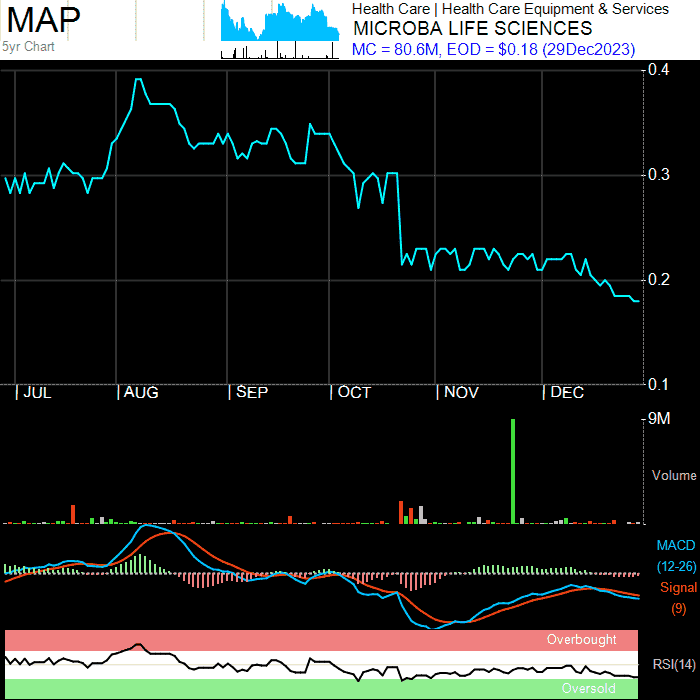 MAP
5yr Chart
Health Care | Health Care Equipment & Services
MICROBA LIFE SCIENCES
MC = 80.6M, EOD = $0.18 (29Dec2023)
0.4
0.3
0.2
0.1
JUL AUG SEP OCT NOV DEC
9M
Volume
MACD
(12-26)
Signal
(9)
Overbought
RSI(14)
Oversold